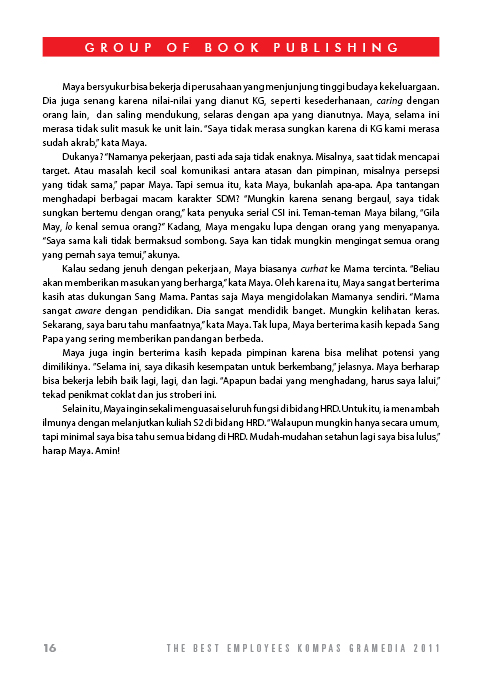 GROUP OF BOOK PUBLISHING
Maya bersyukur bisa bekerja di perusahaan yang menjunjung tinggi budaya kekeluargaan.
Dia juga senang karena nilai-nilai yang dianut KG, seperti kesederhanaan, caring dengan
orang lain, dan saling mendukung, selaras dengan apa yang dianutnya. Maya, selama ini
merasa tidak sulit masuk ke unit lain. “Saya tidak merasa sungkan karena di KG kami merasa
sudah akrab,” kata Maya.
Dukanya? “Namanya pekerjaan, pasti ada saja tidak enaknya. Misalnya, saat tidak mencapai
target. Atau masalah kecil soal komunikasi antara atasan dan pimpinan, misalnya persepsi
yang tidak sama,” papar Maya. Tapi semua itu, kata Maya, bukanlah apa-apa. Apa tantangan
menghadapi berbagai macam karakter SDM? “Mungkin karena senang bergaul, saya tidak
sungkan bertemu dengan orang,” kata penyuka serial CSI ini. Teman-teman Maya bilang, “Gila
May, lo kenal semua orang?” Kadang, Maya mengaku lupa dengan orang yang menyapanya.
“Saya sama kali tidak bermaksud sombong. Saya kan tidak mungkin mengingat semua orang
yang pernah saya temui,” akunya.
Kalau sedang jenuh dengan pekerjaan, Maya biasanya curhat ke Mama tercinta. “Beliau
akan memberikan masukan yang berharga,” kata Maya. Oleh karena itu, Maya sangat berterima
kasih atas dukungan Sang Mama. Pantas saja Maya mengidolakan Mamanya sendiri. “Mama
sangat aware dengan pendidikan. Dia sangat mendidik banget. Mungkin kelihatan keras.
Sekarang, saya baru tahu manfaatnya,” kata Maya. Tak lupa, Maya berterima kasih kepada Sang
Papa yang sering memberikan pandangan berbeda.
Maya juga ingin berterima kasih kepada pimpinan karena bisa melihat potensi yang
dimilikinya. “Selama ini, saya dikasih kesempatan untuk berkembang,” jelasnya. Maya berharap
bisa bekerja lebih baik lagi, lagi, dan lagi. “Apapun badai yang menghadang, harus saya lalui,”
tekad penikmat coklat dan jus stroberi ini.
Selain itu, Maya ingin sekali menguasai seluruh fungsi di bidang HRD. Untuk itu, ia menambah
ilmunya dengan melanjutkan kuliah S2 di bidang HRD. “Walaupun mungkin hanya secara umum,
tapi minimal saya bisa tahu semua bidang di HRD. Mudah-mudahan setahun lagi saya bisa lulus,”
harap Maya. Amin!
16 THE BEST EMPLOYEES KOMPAS GRAMEDIA 2011